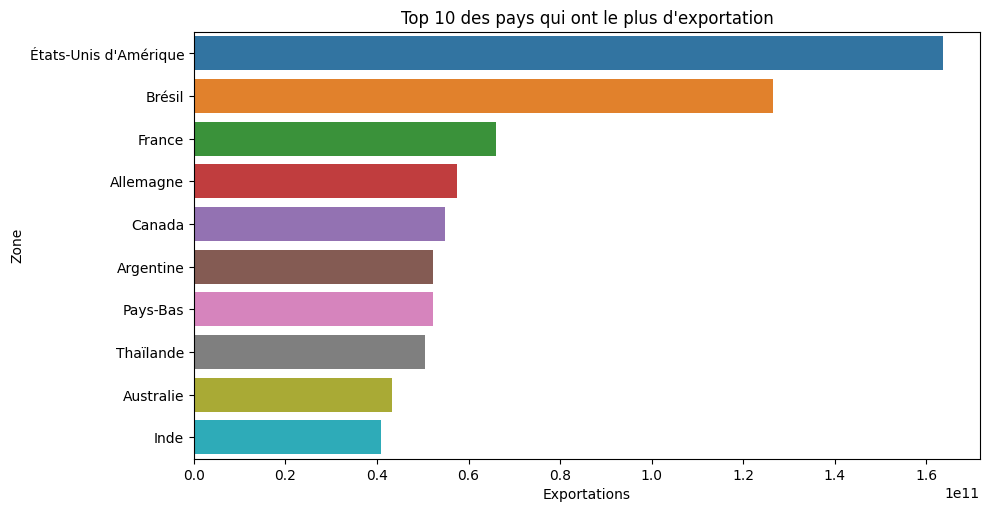 Top 10 des pays qui ont le plus d'exportation
États-Unis d'Amérique
Brésil
France
Allemagne
Canada
Argentine
Pays-Bas
Thaïlande
Australie
Inde
Zone
0.0 0.2 0.4 0.6 0.8 1.0 1.2 1.4 1.6
1e11
Exportations